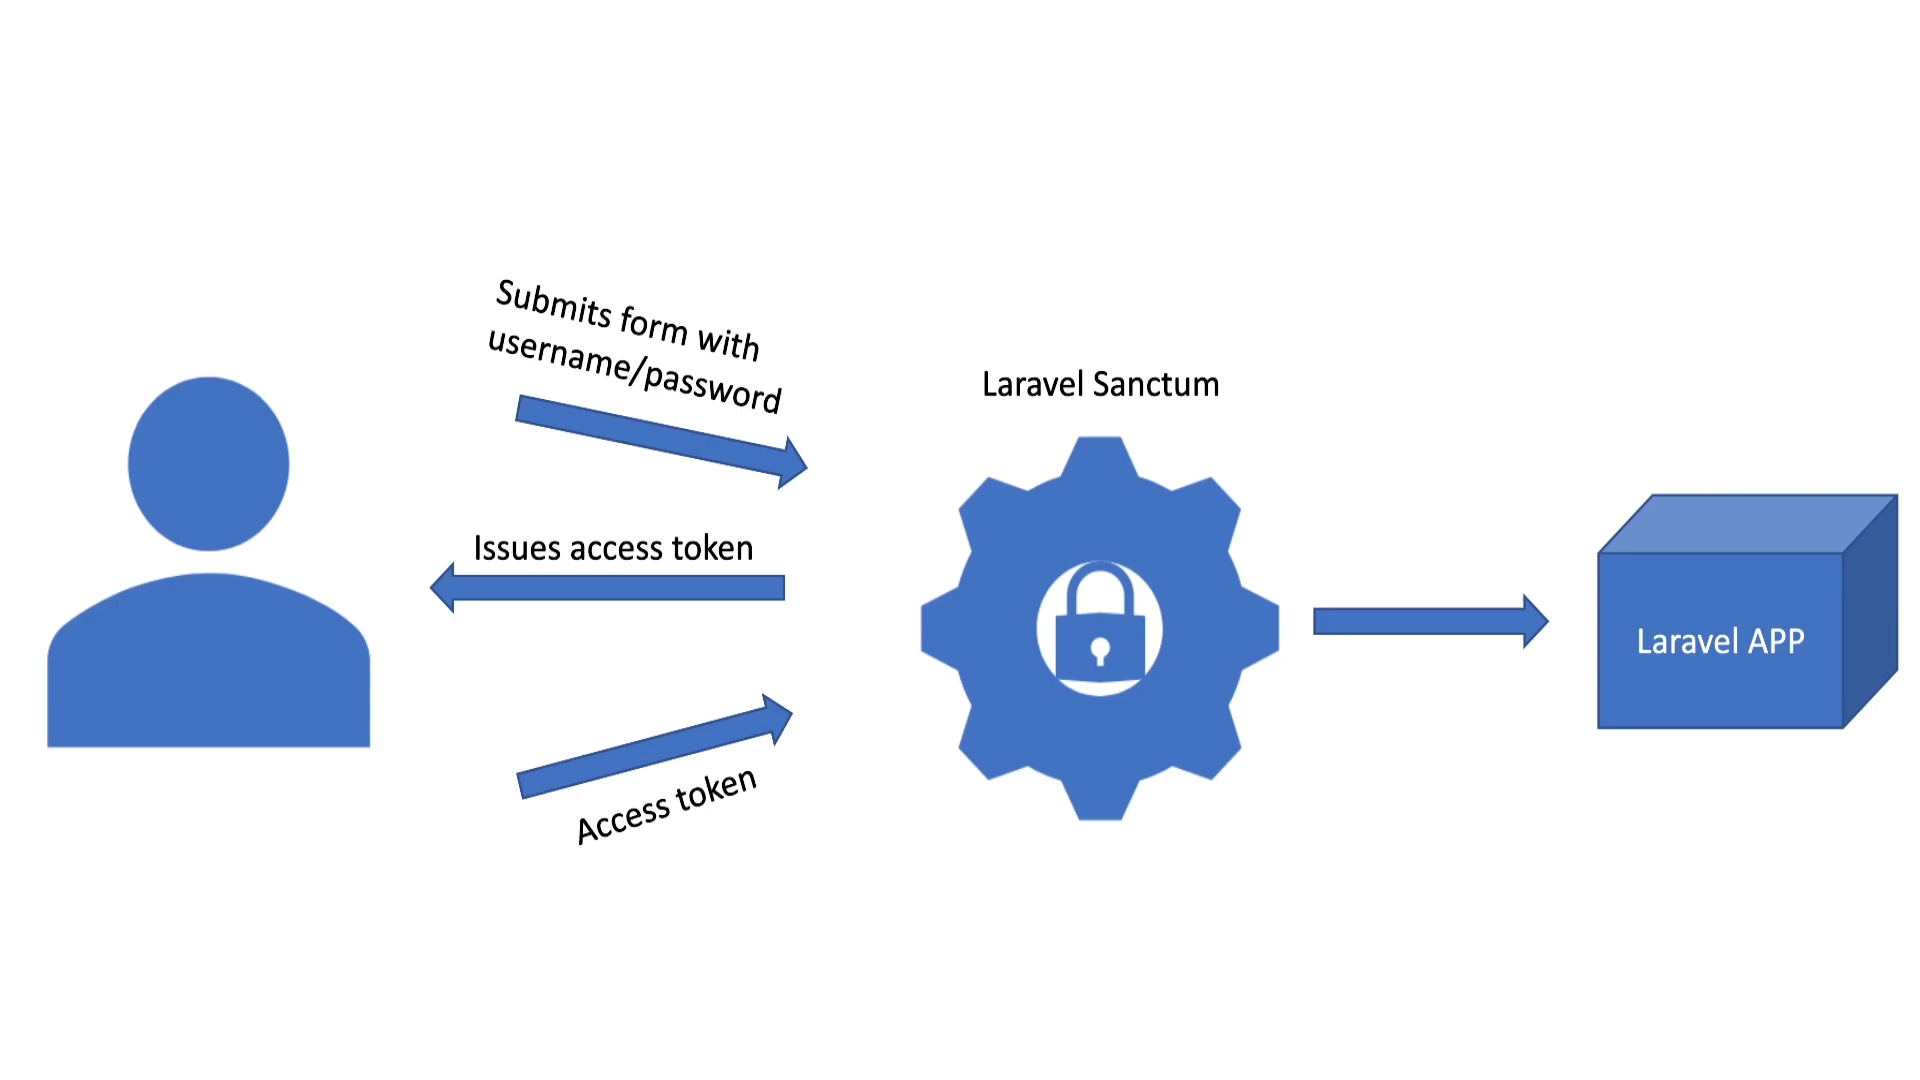 Submits form with
username/password
Laravel Sanctum
Issues access token
Laravel APP
Access token